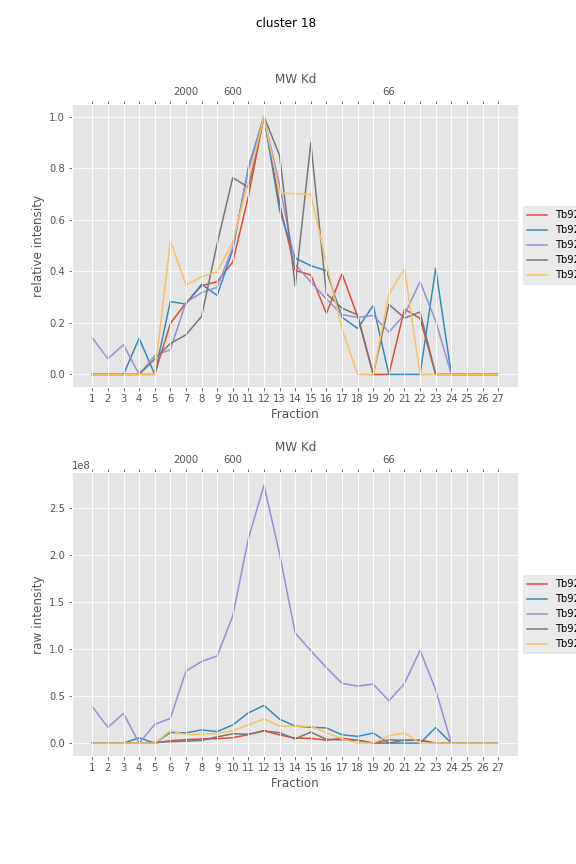 cluster 18
MW Kd
2000 600 66
1.0
0.8
0.6
0.4
0.2
0.0
relative intensity
Tb92
Tb92
Tb92
Tb92
Tb92
1 2 3 4 5 6 7 8 9 10 11 12 13 14 15 16 17 18 19 20 21 22 23 24 25 26 27
Fraction
MW Kd
1e8 2000 600 66
2.5
2.0
1.5
1.0
0.5
0.0
raw intensity
Tb92
Tb92
Tb92
Tb92
Tb92
1 2 3 4 5 6 7 8 9 10 11 12 13 14 15 16 17 18 19 20 21 22 23 24 25 26 27
Fraction